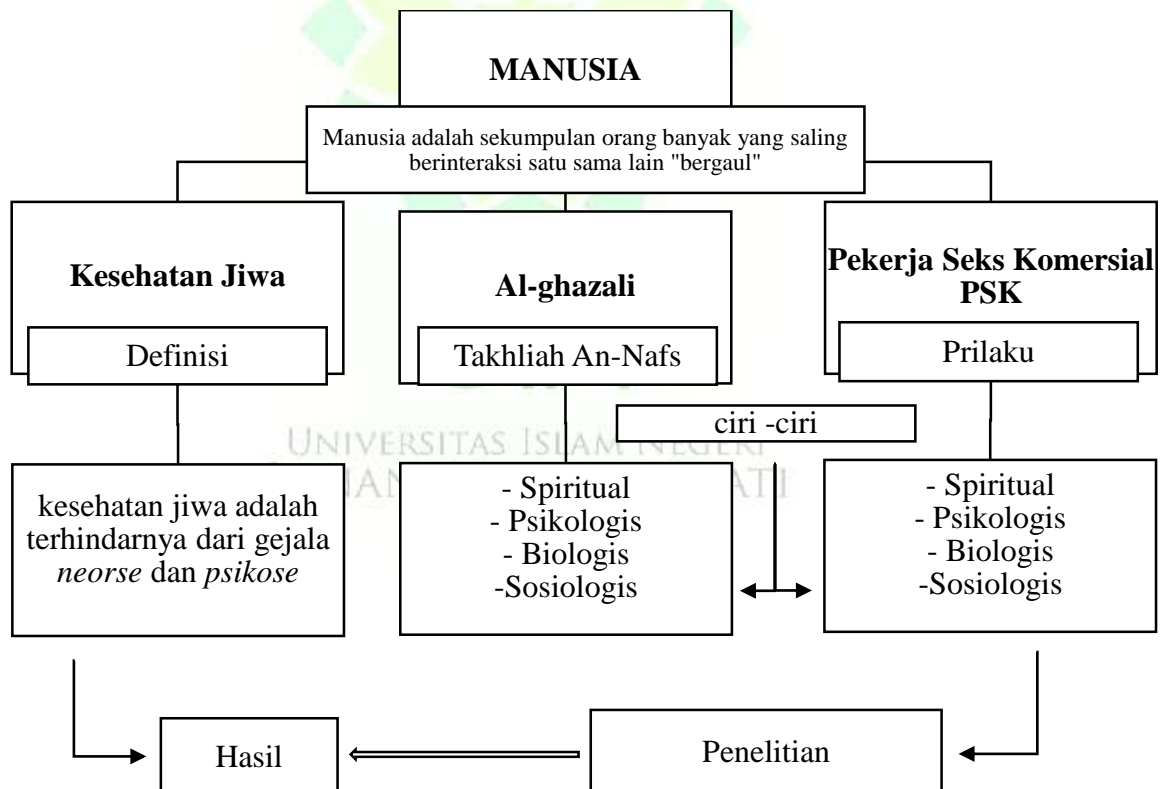 MANUSIA
Manusia adalah sekumpulan orang banyak yang saling
berinteraksi satu sama lain "bergaul"
Kesehatan Jiwa
Definisi
Al-ghazali
Takhliah An-Nafs
Pekerja Seks Komersial
PSK
Prilaku
ciri -ciri
UNIVERSITAS ISLAM NEGERI
kesehatan jiwa adalah
terhindarnya dari gejala
neorse dan psikose
- Spiritual
- Psikologis
- Biologis
-Sosiologis
- Spiritual
- Psikologis
- Biologis
-Sosiologis
Hasil
Penelitian